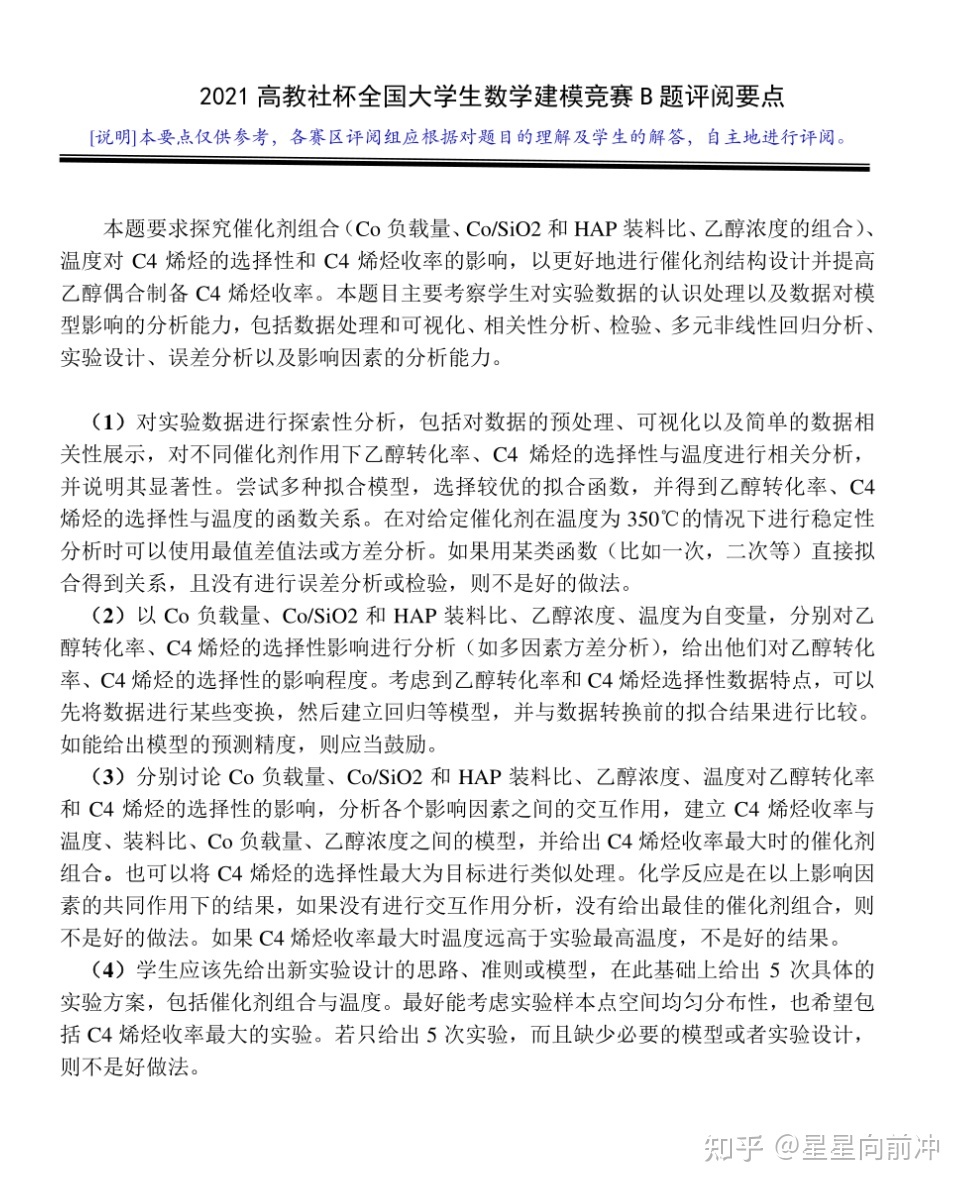 2021 高教社杯全国大学生数学建模竞赛 B 题评阅要点
[说明]本要点仅供参考，各赛区评阅组应根据对题目的理解及学生的解答，自主地进行评阅。
本题要求探究催化剂组合（Co 负载量、Co/SiO2 和 HAP 装料比、乙醇浓度的组合）、
温度对 C4 烯烃的选择性和 C4 烯烃收率的影响，以更好地进行催化剂结构设计并提高
乙醇偶合制备 C4 烯烃收率。本题目主要考察学生对实验数据的认识处理以及数据对模
型影响的分析能力，包括数据处理和可视化、相关性分析、检验、多元非线性回归分析、
实验设计、误差分析以及影响因素的分析能力。
（1）对实验数据进行探索性分析，包括对数据的预处理、可视化以及简单的数据相
关性展示，对不同催化剂作用下乙醇转化率、C4 烯烃的选择性与温度进行相关分析，
并说明其显著性。尝试多种拟合模型，选择较优的拟合函数，并得到乙醇转化率、C4
烯烃的选择性与温度的函数关系。在对给定催化剂在温度为 350℃的情况下进行稳定性
分析时可以使用最值差值法或方差分析。如果用某类函数（比如一次，二次等）直接拟
合得到关系，且没有进行误差分析或检验，则不是好的做法。
（2）以 Co 负载量、Co/SiO2 和 HAP 装料比、乙醇浓度、温度为自变量，分别对乙
醇转化率、C4 烯烃的选择性影响进行分析（如多因素方差分析），给出他们对乙醇转化
率、C4 烯烃的选择性的影响程度。考虑到乙醇转化率和 C4 烯烃选择性数据特点，可以
先将数据进行某些变换，然后建立回归等模型，并与数据转换前的拟合结果进行比较。
如能给出模型的预测精度，则应当鼓励。
（3）分别讨论 Co 负载量、Co/SiO2 和 HAP 装料比、乙醇浓度、温度对乙醇转化率
和 C4 烯烃的选择性的影响，分析各个影响因素之间的交互作用，建立 C4 烯烃收率与
温度、装料比、Co 负载量、乙醇浓度之间的模型，并给出 C4 烯烃收率最大时的催化剂
组合。也可以将 C4 烯烃的选择性最大为目标进行类似处理。化学反应是在以上影响因
素的共同作用下的结果，如果没有进行交互作用分析，没有给出最佳的催化剂组合，则
不是好的做法。如果 C4 烯烃收率最大时温度远高于实验最高温度，不是好的结果。
（4）学生应该先给出新实验设计的思路、准则或模型，在此基础上给出 5 次具体的
实验方案，包括催化剂组合与温度。最好能考虑实验样本点空间均匀分布性，也希望包
括 C4 烯烃收率最大的实验。若只给出 5 次实验，而且缺少必要的模型或者实验设计，
则不是好做法。
知乎 @星星向前冲